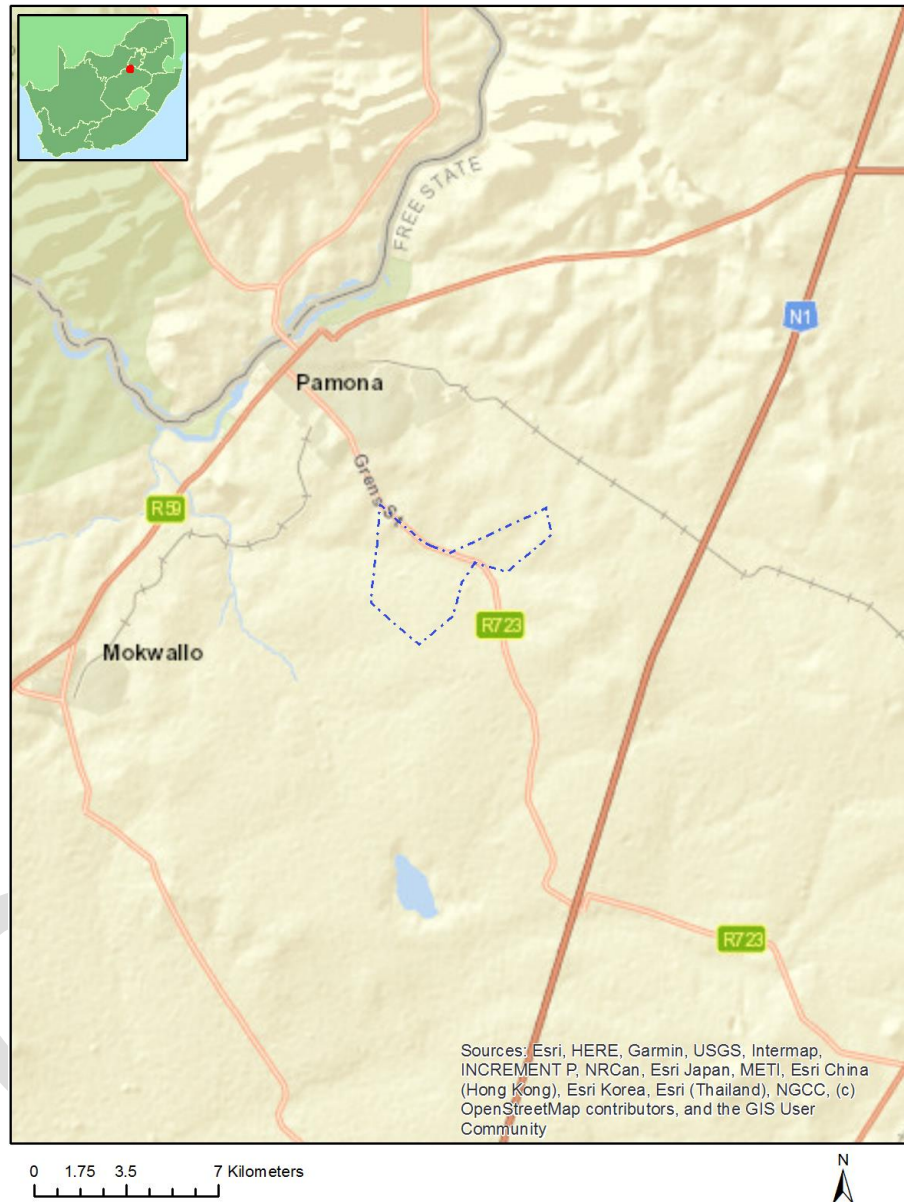 FREE STATE
N1
Pamona
Grens St
R59
R723
Mokwallo
R723
Sources: Esri, HERE, Garmin, USGS, Intermap,
INCREMENT P, NRCan, Esri Japan, METI, Esri China
(Hong Kong), Esri Korea, Esri (Thailand), NGCC, (c)
OpenStreetMap contributors, and the GIS User
Community
0 1.75 3.5 7 Kilometers
N